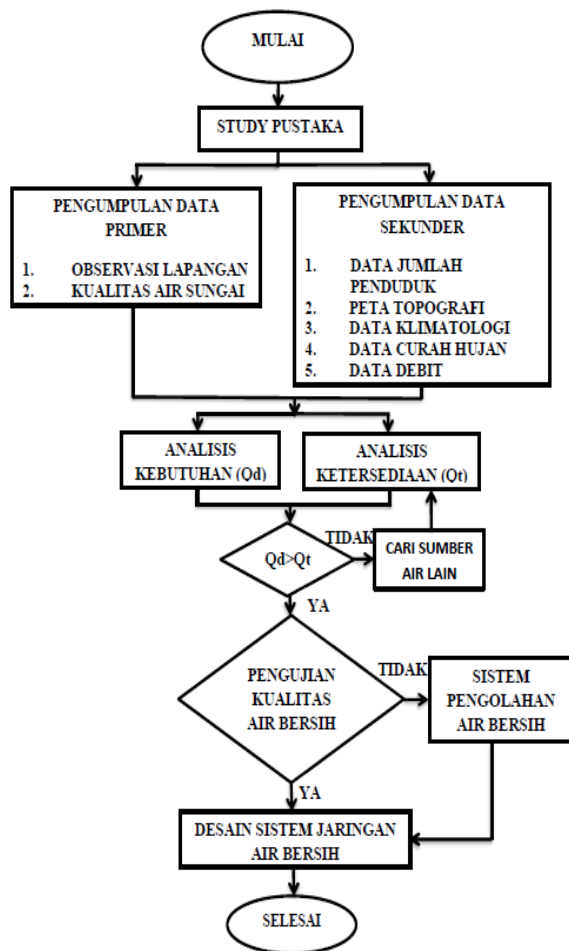 MULAI
STUDY PUSTAKA
PENGUMPULAN DATA
PRIMER
1. OBSERVASI LAPANGAN
2. KUALITAS AIR SUNGAI
PENGUMPULAN DATA
SEKUNDER
1. DATA JUMLAH
PENDUDUK
2. PETA TOPOGRAFI
3. DATA KLIMATOLOGI
4. DATA CURAH HUJAN
5. DATA DEBIT
ANALISIS
KEBUTUHAN (Qd)
ANALISIS
KETERSEDIAAN (Qt)
Qd>Qt
TIDAK
CARI SUMBER
AIR LAIN
YA
PENGUJIAN
KUALITAS
AIR BERSIH
TIDAK
SISTEM
PENGOLAHAN
AIR BERSIH
YA
DESAIN SISTEM JARINGAN
AIR BERSIH
SELESAI